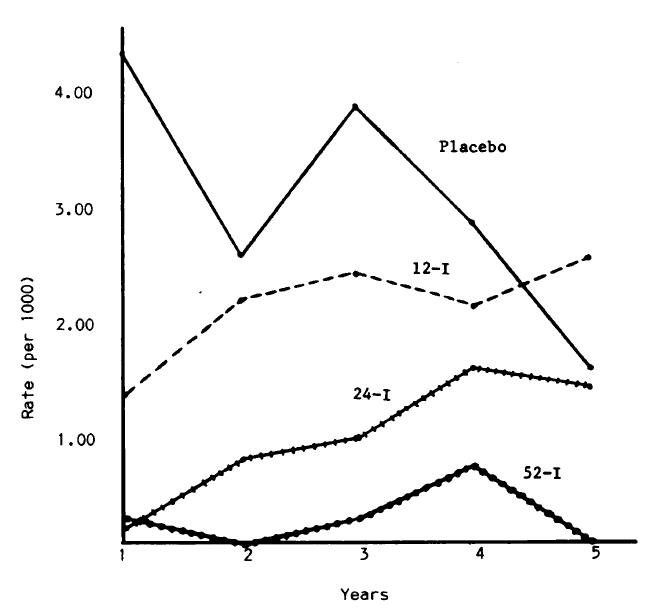 4.00
Placebo
3.00
12-I
2.00
Rate (per 1000)
24-I
1.00
52-I
1 2 3 4 5
Years